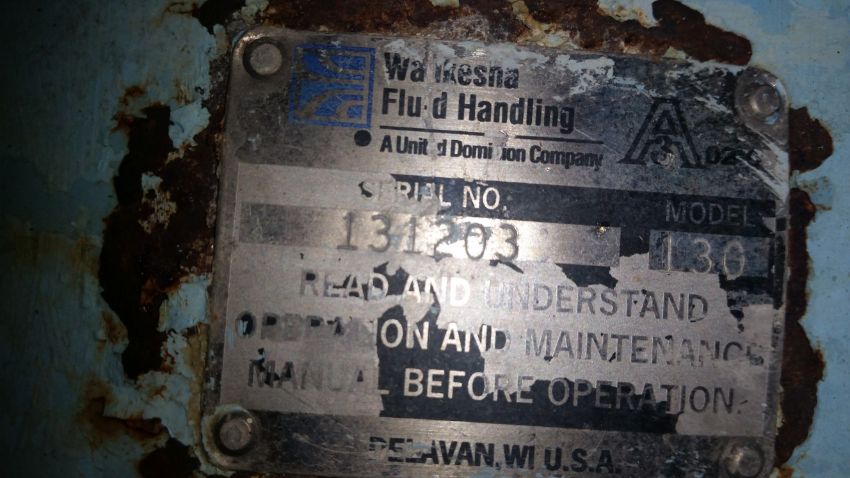 Waukesha
Fluid Handling
A United Dominion Company
A
3
SERIAL NO.
MODEL
131203
130
READ AND UNDERSTAND
OPERATION AND MAINTENANCE
MANUAL BEFORE OPERATION.
DELAVAN, WI U.S.A.